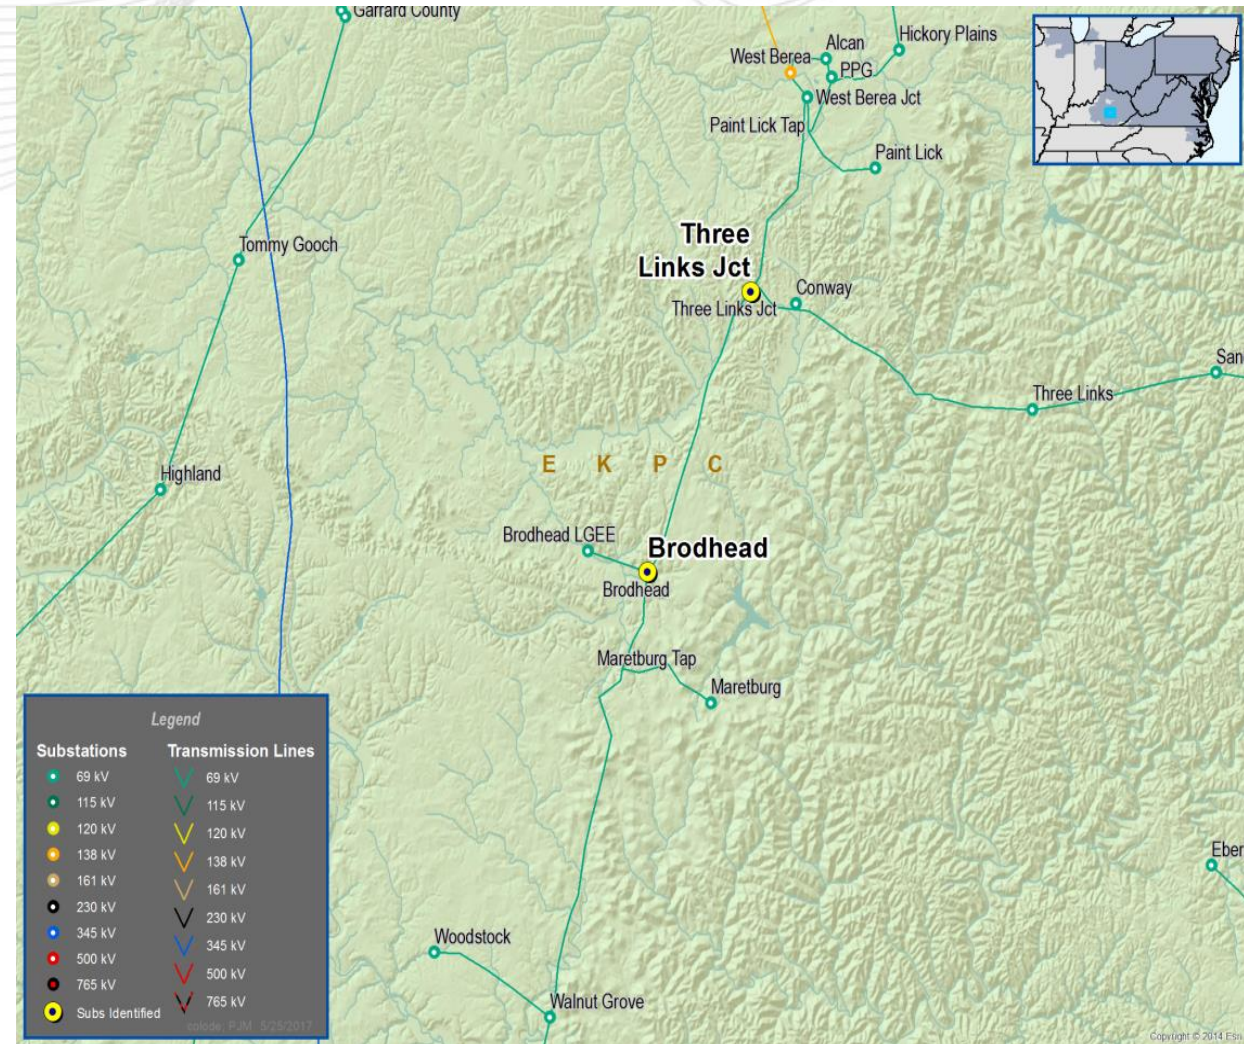 Garrard County
Hickory Plains
Alcan
West Berea
PPG
West Berea Jct
Paint Lick Tap
Paint Lick
Three
Links Jct
Tommy Gooch
Conway
Three Links Jct
San
Three Links
E K P C
Highland
Brodhead LGEE
Brodhead
Brodhead
Maretburg Tap
Maretburg
Eber
Woodstock
Walnut Grove
Legend
Substations Transmission Lines
69 kV 69 kV
115 kV 115 kV
120 kV 120 kV
138 kV 138 kV
161 kV 161 kV
230 kV 230 kV
345 kV 345 kV
500 kV 500 kV
765 kV 765 kV
Subs Identified
PJM 5/25/2017
Copyright © 2014 Esri